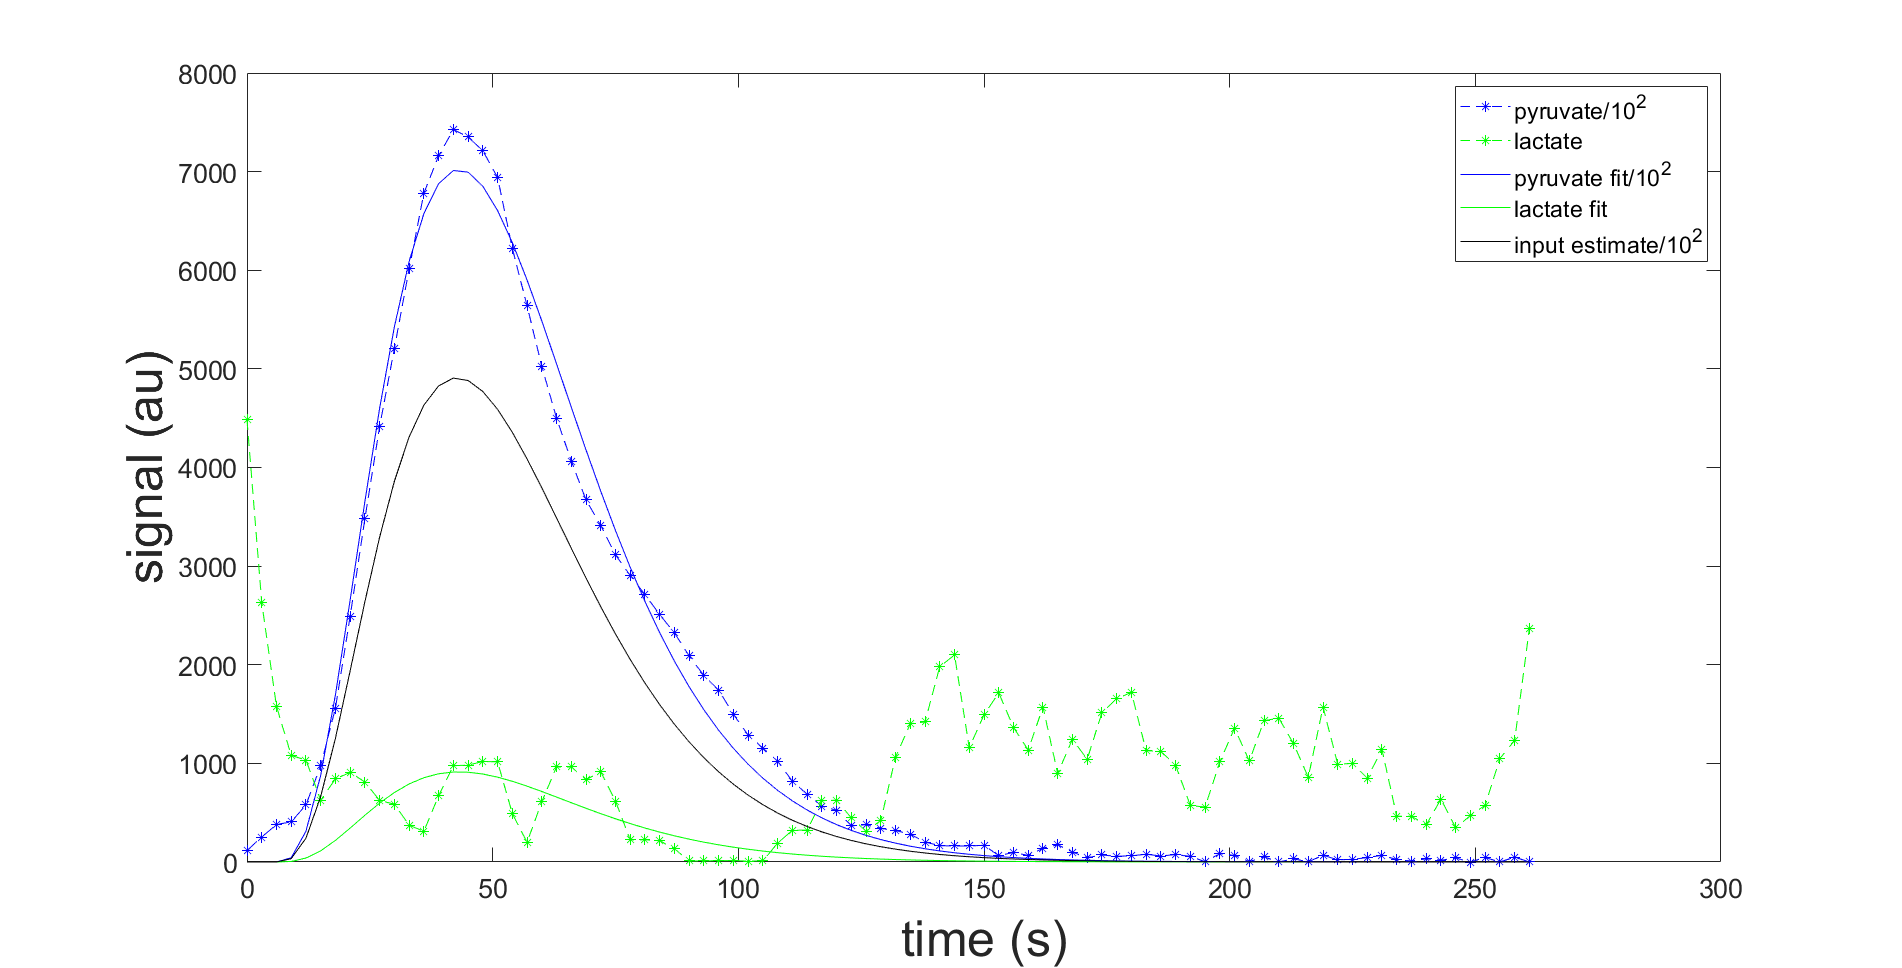 8000
7000
6000
5000
4000
3000
2000
1000
0
signal (au)
0 50 100 150 200 250 300
time (s)
pyruvate/10²
lactate
pyruvate fit/10²
lactate fit
input estimate/10²